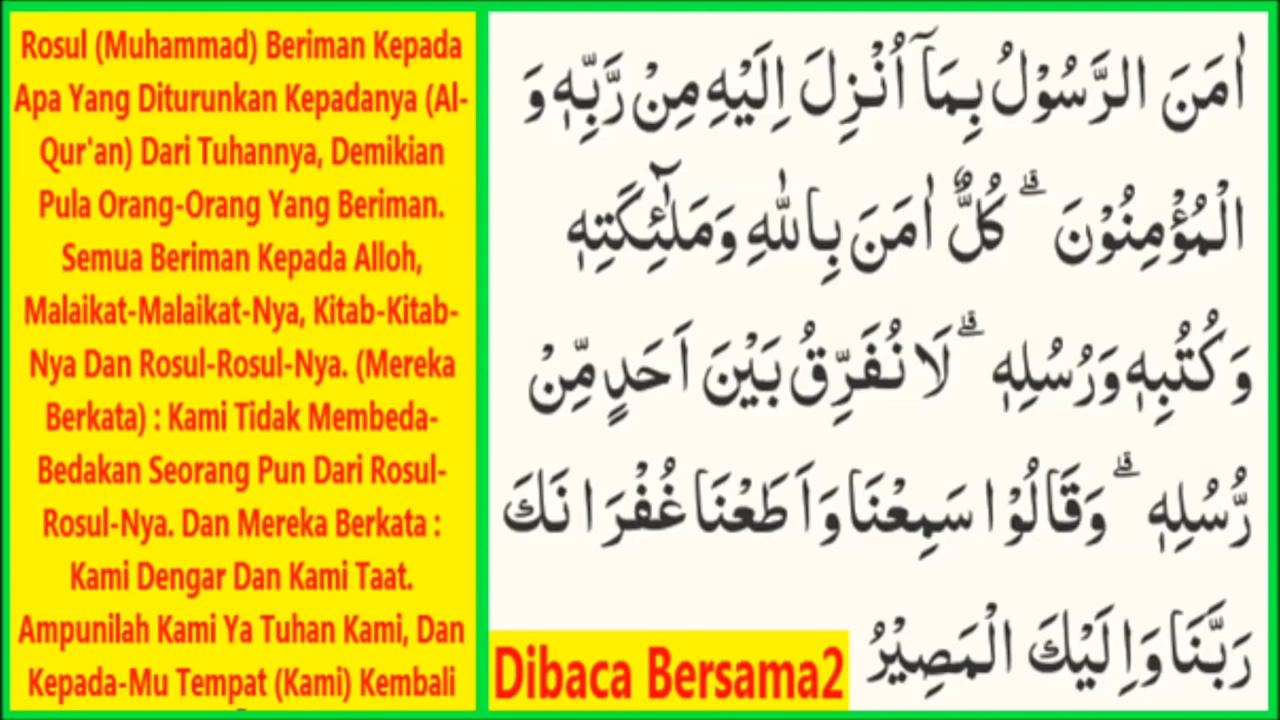 Rosul (Muhammad) Beriman Kepada
Apa Yang Diturunkan Kepadanya (Al-
Qur'an) Dari Tuhannya, Demikian
Pula Orang-Orang Yang Beriman.
Semua Beriman Kepada Alloh,
Malaikat-Malaikat-Nya, Kitab-Kitab-
Nya Dan Rosul-Rosul-Nya. (Mereka
Berkata) : Kami Tidak Membeda-
Bedakan Seorang Pun Dari Rosul-
Rosul-Nya. Dan Mereka Berkata :
Kami Dengar Dan Kami Taat.
Ampunilah Kami Ya Tuhan Kami, Dan
Kepada-Mu Tempat (Kami) Kembali
اٰمَنَ الرَّسُوْلُ بِمَآ اُنْزِلَ اِلَيْهِ مِنْ رَّبِّهٖ وَ
الْمُؤْمِنُوْنَ ۗ كُلٌّ اٰمَنَ بِاللّٰهِ وَمَلٰٓئِكَتِهٖ
وَكُتُبِهٖ وَرُسُلِهٖ ۗ لَا نُفَرِّقُ بَيْنَ اَحَدٍ مِّنْ
رُّسُلِهٖ ۗ وَقَالُوْا سَمِعْنَا وَاَطَعْنَا غُفْرَانَكَ
رَبَّنَا وَاِلَيْكَ الْمَصِيْرُ
Dibaca Bersama2